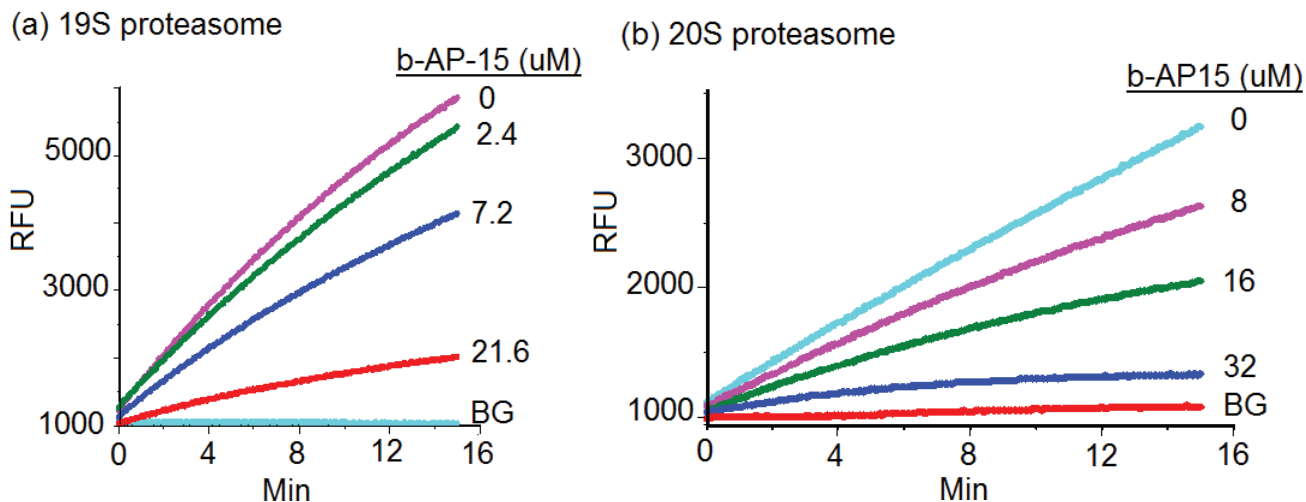 (a) 19S proteasome
b-AP-15 (uM)
0
2.4
7.2
21.6
BG
5000
3000
1000
RFU
0 4 8 12 16
Min
(b) 20S proteasome
b-AP15 (uM)
0
8
16
32
BG
3000
2000
1000
RFU
0 4 8 12 16
Min